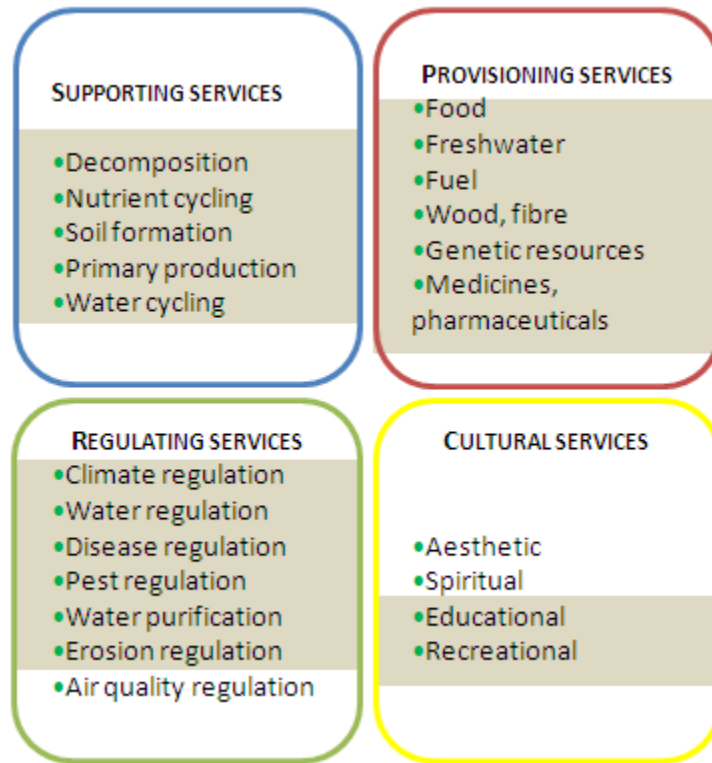 SUPPORTING SERVICES
•Decomposition
•Nutrient cycling
•Soil formation
•Primary production
•Water cycling
PROVISIONING SERVICES
•Food
•Freshwater
•Fuel
•Wood, fibre
•Genetic resources
•Medicines,
pharmaceuticals
REGULATING SERVICES
•Climate regulation
•Water regulation
•Disease regulation
•Pest regulation
•Water purification
•Erosion regulation
•Air quality regulation
CULTURAL SERVICES
•Aesthetic
•Spiritual
•Educational
•Recreational